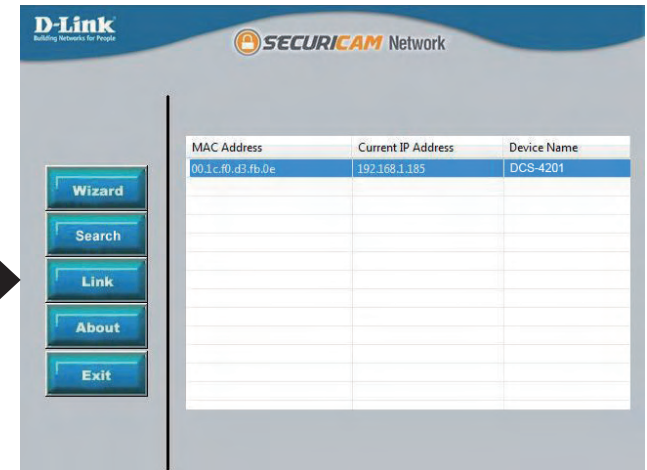 D-Link
Building Networks for People
SECURICAM Network
MAC Address Current IP Address Device Name
00.1c.f0.d3.fb.0e 192.168.1.185 DCS-4201
Wizard
Search
Link
About
Exit